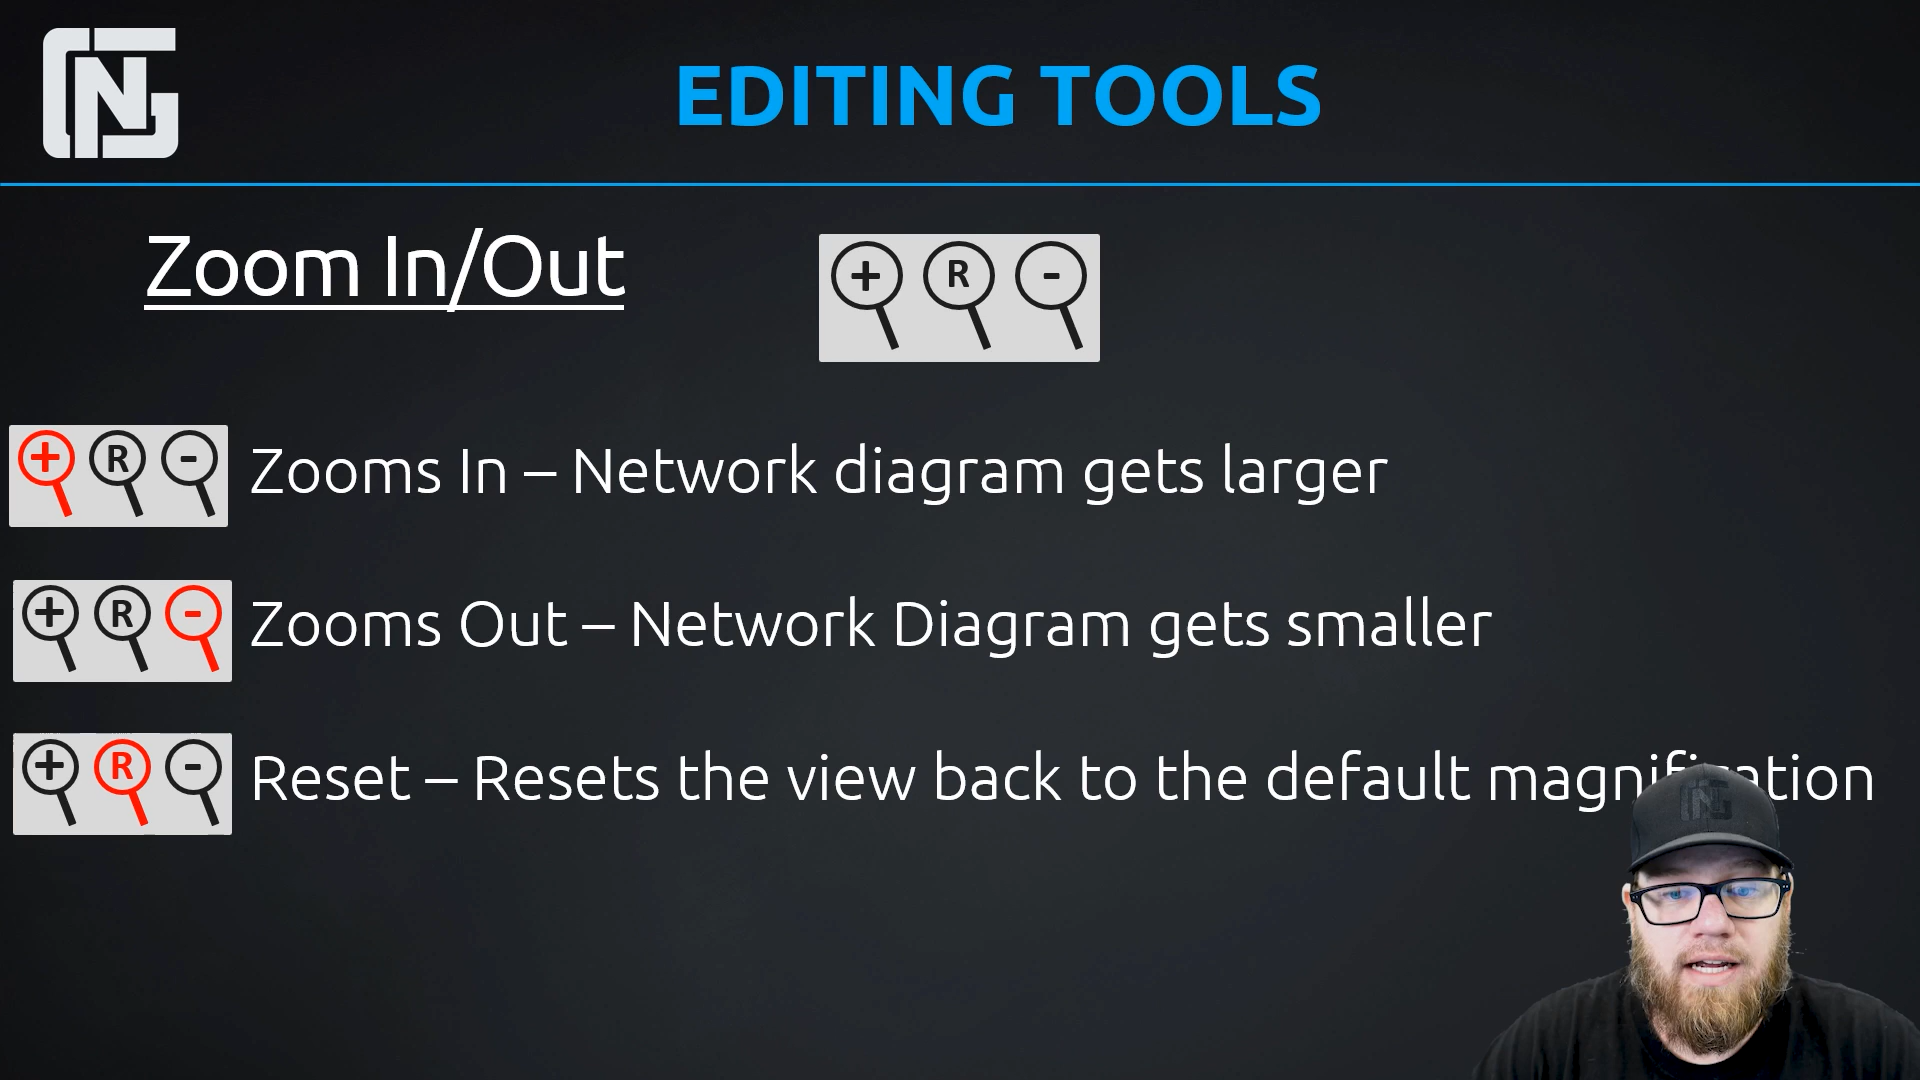 EDITING TOOLS
Zoom In/Out
+ R -
+ R - Zooms In – Network diagram gets larger
+ R - Zooms Out – Network Diagram gets smaller
+ R - Reset – Resets the view back to the default magnification